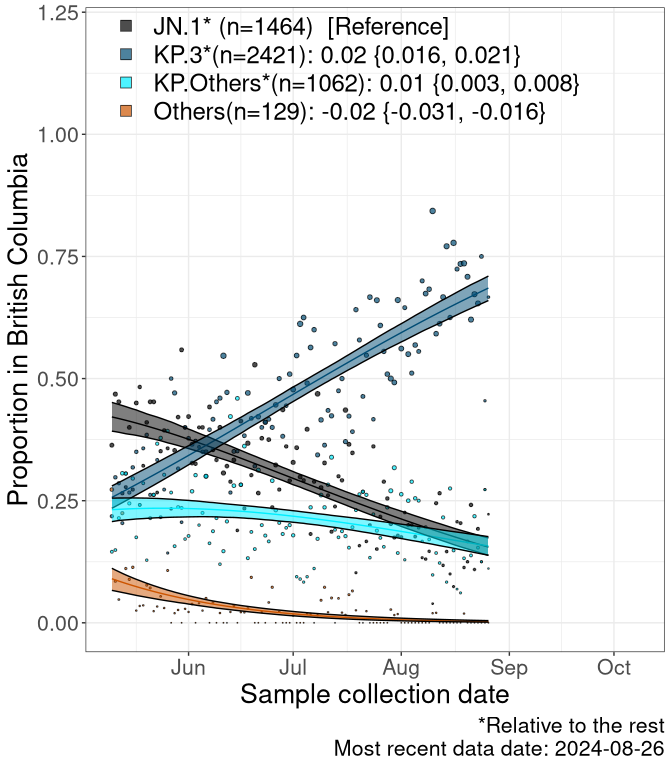 JN.1* (n=1464) [Reference]
KP.3*(n=2421): 0.02 {0.016, 0.021}
KP.Others*(n=1062): 0.01 {0.003, 0.008}
Others(n=129): -0.02 {-0.031, -0.016}
Proportion in British Columbia
1.25
1.00
0.75
0.50
0.25
0.00
Jun Jul Aug Sep Oct
Sample collection date
*Relative to the rest
Most recent data date: 2024-08-26